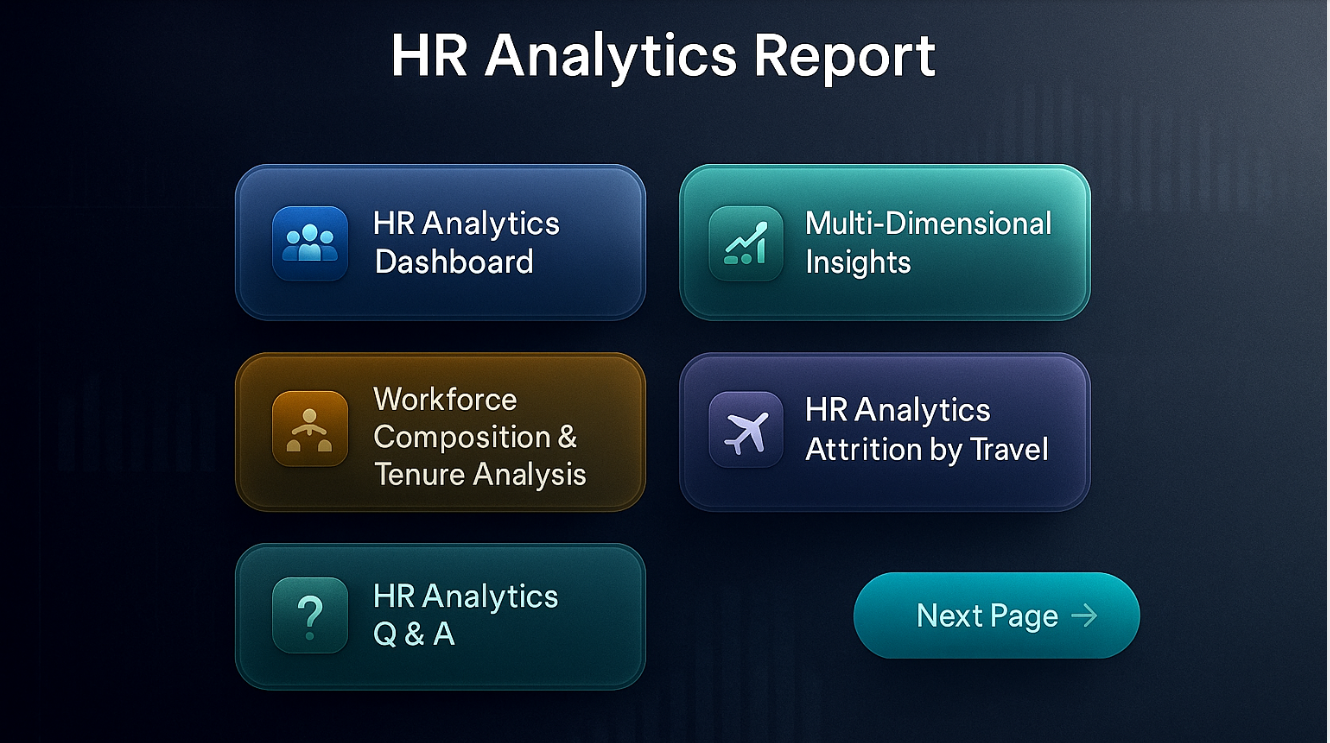 HR Analytics Report
HR Analytics
Dashboard
Multi-Dimensional
Insights
Workforce
Composition &
Tenure Analysis
HR Analytics
Attrition by Travel
HR Analytics
Q & A
Next Page →